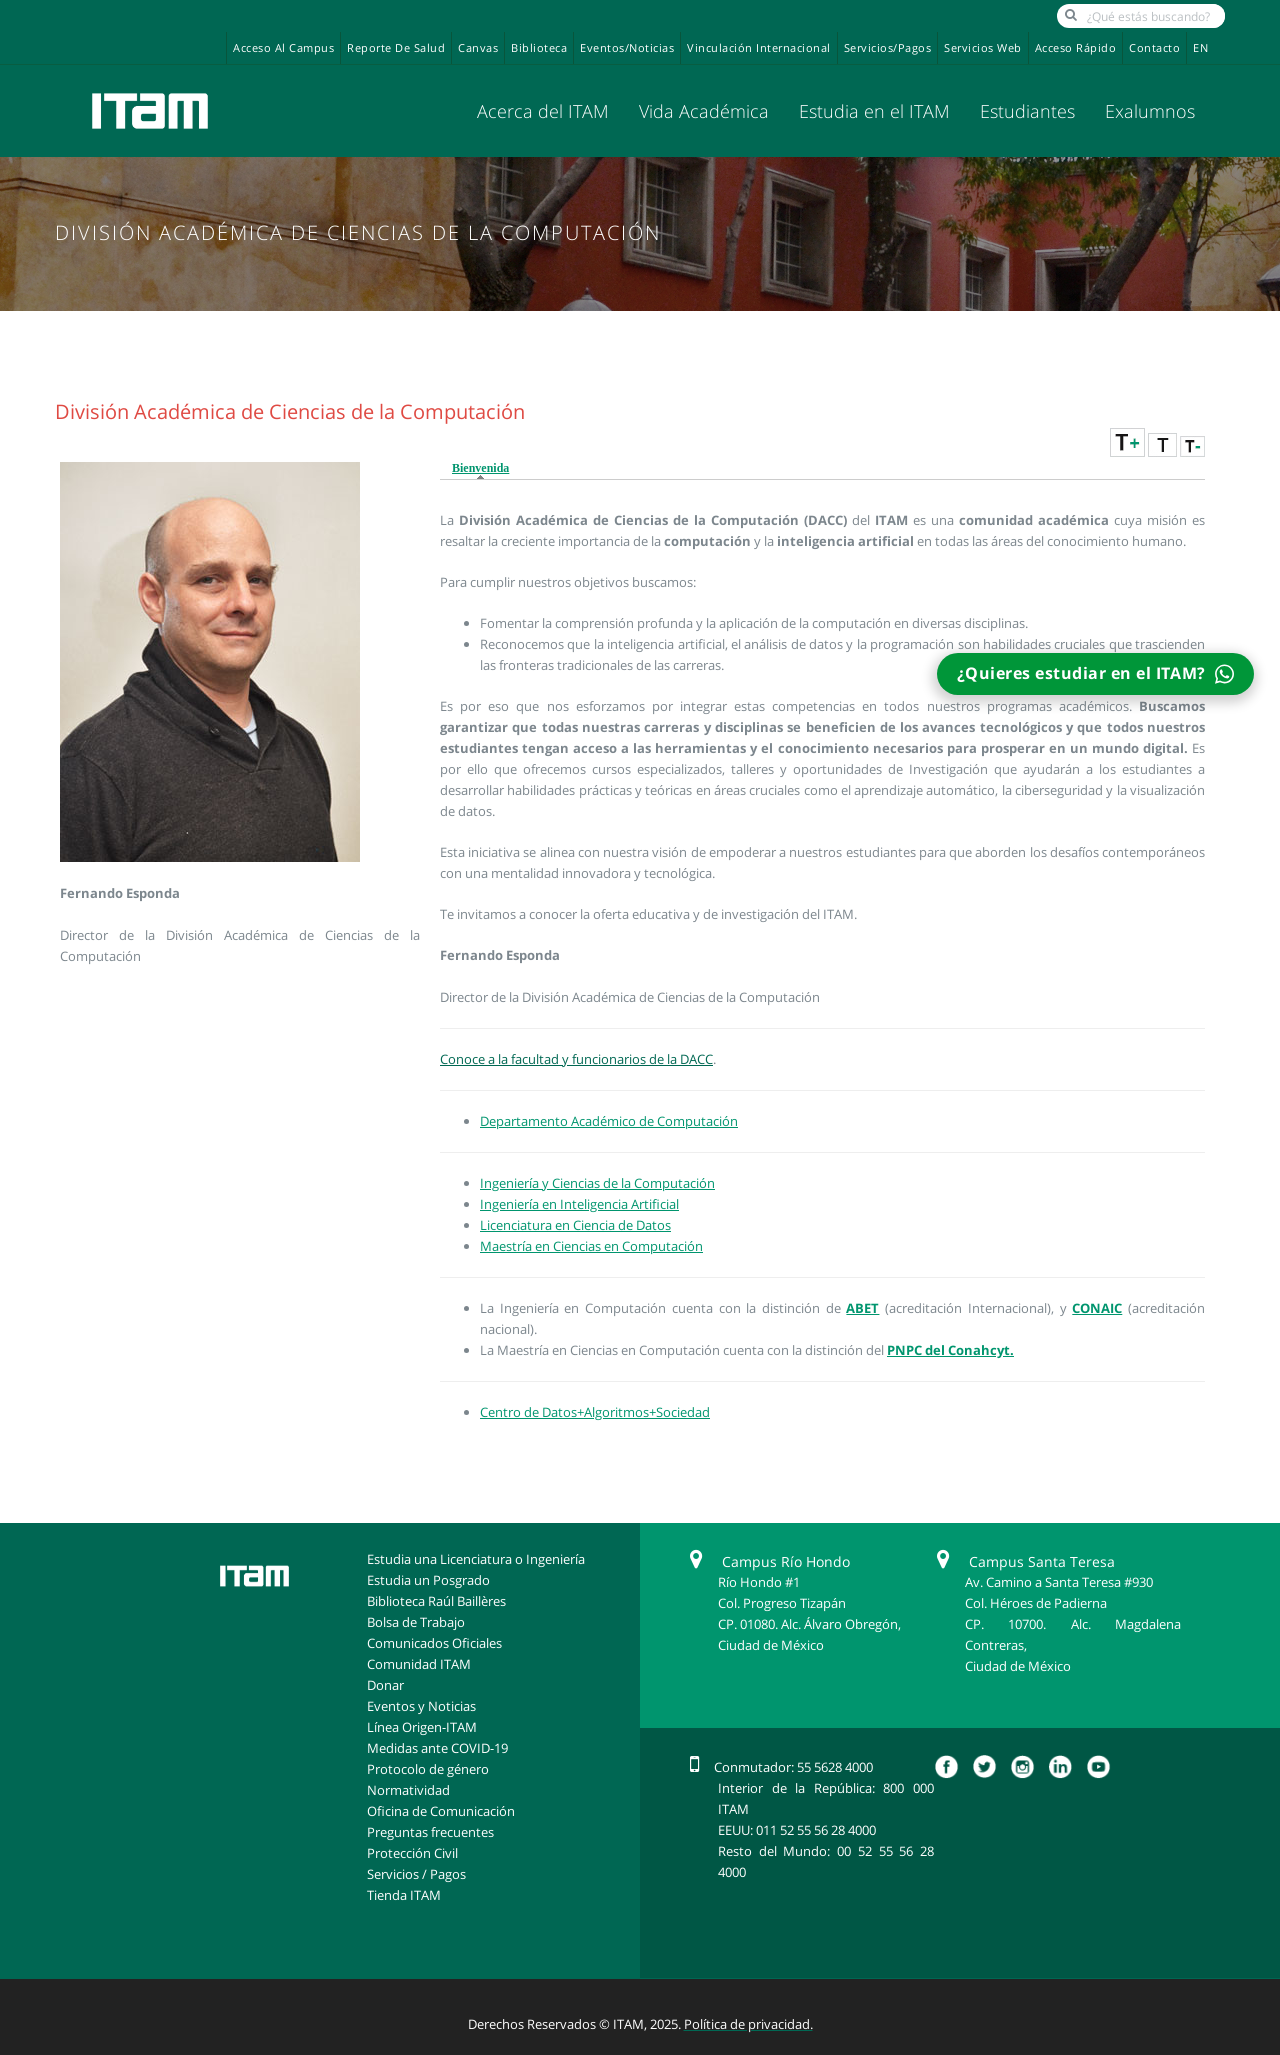 ¿Qué estás buscando?
Acceso Al Campus Reporte De Salud Canvas Biblioteca Eventos/Noticias Vinculación Internacional Servicios/Pagos Servicios Web Acceso Rápido Contacto EN
ITAM
Acerca del ITAM Vida Académica Estudia en el ITAM Estudiantes Exalumnos
DIVISIÓN ACADÉMICA DE CIENCIAS DE LA COMPUTACIÓN
División Académica de Ciencias de la Computación
T+ T T-
Bienvenida
La División Académica de Ciencias de la Computación (DACC) del ITAM es una comunidad académica cuya misión es
resaltar la creciente importancia de la computación y la inteligencia artificial en todas las áreas del conocimiento humano.
Para cumplir nuestros objetivos buscamos:
Fomentar la comprensión profunda y la aplicación de la computación en diversas disciplinas.
Reconocemos que la inteligencia artificial, el análisis de datos y la programación son habilidades cruciales que trascienden
las fronteras tradicionales de las carreras.
¿Quieres estudiar en el ITAM?
Es por eso que nos esforzamos por integrar estas competencias en todos nuestros programas académicos. Buscamos
garantizar que todas nuestras carreras y disciplinas se beneficien de los avances tecnológicos y que todos nuestros
estudiantes tengan acceso a las herramientas y el conocimiento necesarios para prosperar en un mundo digital. Es
por ello que ofrecemos cursos especializados, talleres y oportunidades de Investigación que ayudarán a los estudiantes a
desarrollar habilidades prácticas y teóricas en áreas cruciales como el aprendizaje automático, la ciberseguridad y la visualización
de datos.
Esta iniciativa se alinea con nuestra visión de empoderar a nuestros estudiantes para que aborden los desafíos contemporáneos
con una mentalidad innovadora y tecnológica.
Te invitamos a conocer la oferta educativa y de investigación del ITAM.
Fernando Esponda
Director de la División Académica de Ciencias de la Computación
Fernando Esponda
Director de la División Académica de Ciencias de la
Computación
Conoce a la facultad y funcionarios de la DACC.
Departamento Académico de Computación
Ingeniería y Ciencias de la Computación
Ingeniería en Inteligencia Artificial
Licenciatura en Ciencia de Datos
Maestría en Ciencias en Computación
La Ingeniería en Computación cuenta con la distinción de ABET (acreditación Internacional), y CONAIC (acreditación
nacional).
La Maestría en Ciencias en Computación cuenta con la distinción del PNPC del Conahcyt.
Centro de Datos+Algoritmos+Sociedad
ITAM
Estudia una Licenciatura o Ingeniería
Estudia un Posgrado
Biblioteca Raúl Baillères
Bolsa de Trabajo
Comunicados Oficiales
Comunidad ITAM
Donar
Eventos y Noticias
Línea Origen-ITAM
Medidas ante COVID-19
Protocolo de género
Normatividad
Oficina de Comunicación
Preguntas frecuentes
Protección Civil
Servicios / Pagos
Tienda ITAM
Campus Río Hondo
Río Hondo #1
Col. Progreso Tizapán
CP. 01080. Alc. Álvaro Obregón,
Ciudad de México
Campus Santa Teresa
Av. Camino a Santa Teresa #930
Col. Héroes de Padierna
CP. 10700. Alc. Magdalena
Contreras,
Ciudad de México
Conmutador: 55 5628 4000
Interior de la República: 800 000
ITAM
EEUU: 011 52 55 56 28 4000
Resto del Mundo: 00 52 55 56 28
4000
Derechos Reservados © ITAM, 2025. Política de privacidad.